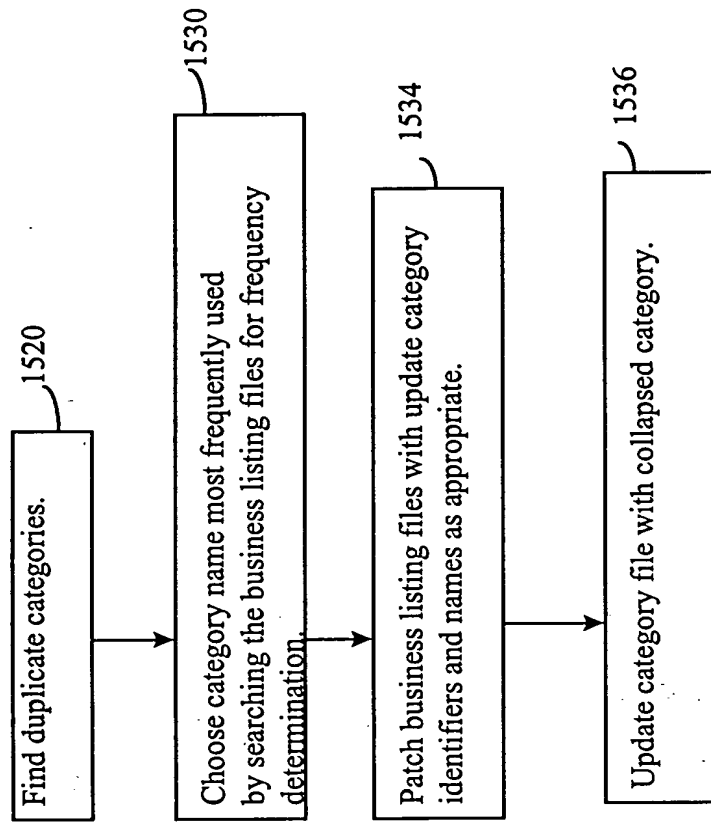 1520
Find duplicate categories.
1530
Choose category name most frequently used
by searching the business listing files for frequency
determination.
1534
Patch business listing files with update category
identifiers and names as appropriate.
1536
Update category file with collapsed category.